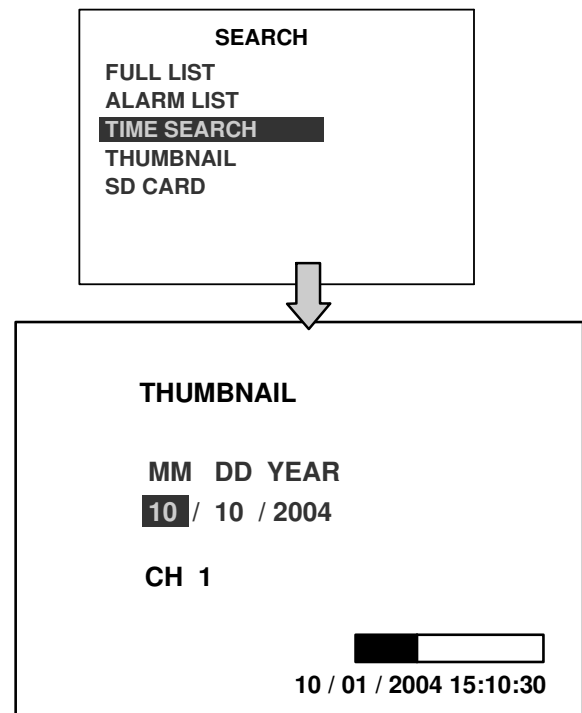 SEARCH
FULL LIST
ALARM LIST
TIME SEARCH
THUMBNAIL
SD CARD
THUMBNAIL
MM DD YEAR
10 / 10 / 2004
CH 1
10 / 01 / 2004 15:10:30